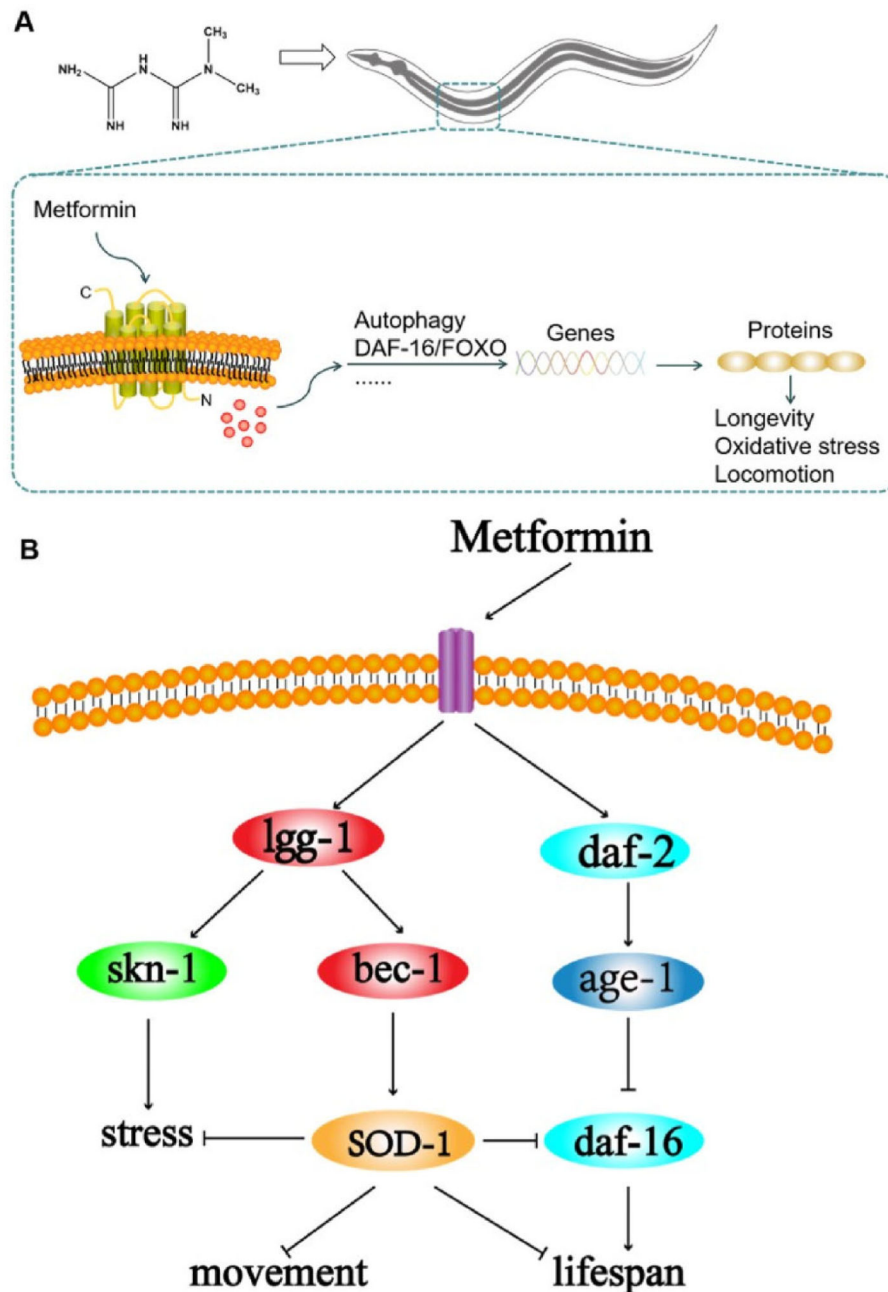 A
NH2
NH
NH
H
N
N
CH3
CH3
Metformin
C
N
Autophagy
DAF-16/FOXO
......
Genes
Proteins
Longevity
Oxidative stress
Locomotion
B
Metformin
lgg-1
daf-2
skn-1
bec-1
age-1
stress
SOD-1
daf-16
movement
lifespan